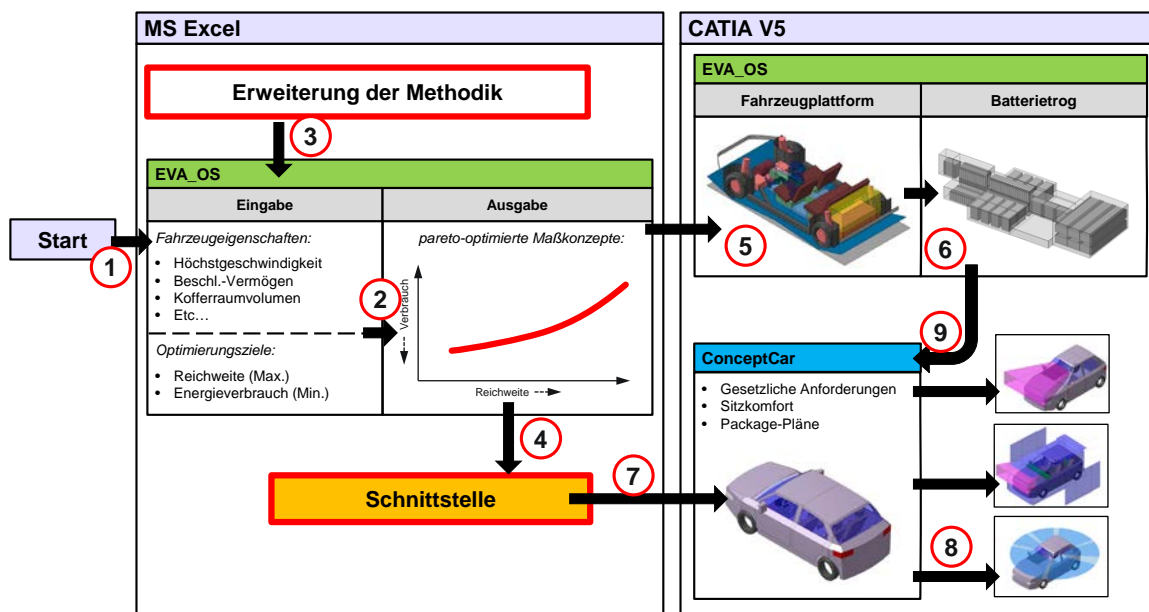 MS Excel
Erweiterung der Methodik
3
EVA_OS
Eingabe
Ausgabe
Start
1
Fahrzeugeigenschaften:
• Höchstgeschwindigkeit
• Beschl.-Vermögen
• Kofferraumvolumen
• Etc…
Optimierungsziele:
• Reichweite (Max.)
• Energieverbrauch (Min.)
2
pareto-optimierte Maßkonzepte:
Verbrauch
Reichweite
4
Schnittstelle
7
CATIA V5
EVA_OS
Fahrzeugplattform
Batterietrog
5
6
9
ConceptCar
• Gesetzliche Anforderungen
• Sitzkomfort
• Package-Pläne
8